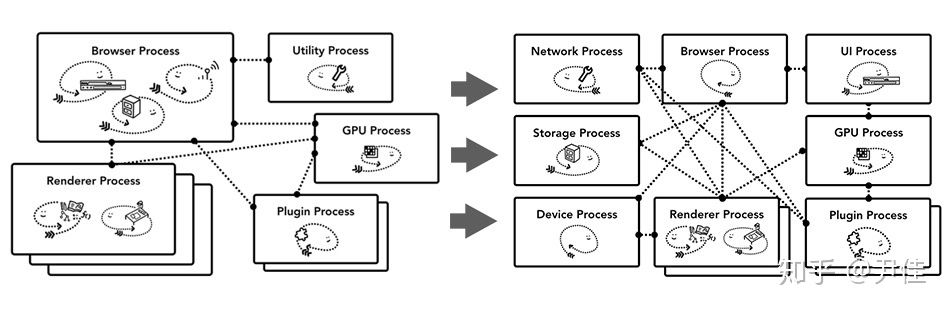 Browser Process
Utility Process
GPU Process
Renderer Process
Plugin Process
Network Process
Browser Process
UI Process
Storage Process
GPU Process
Device Process
Renderer Process
Plugin Process
知乎 @尹佳